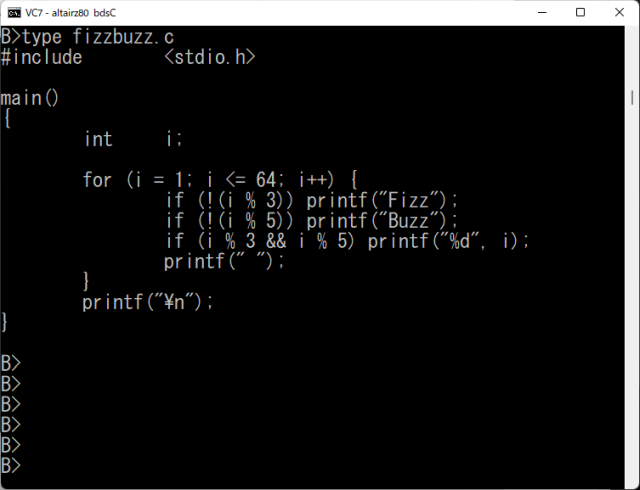 VC7 - altairz80 bdsC
B>type fizzbuzz.c
#include        <stdio.h>

main()
{
        int     i;

        for (i = 1; i <= 64; i++) {
                if (!(i % 3)) printf("Fizz");
                if (!(i % 5)) printf("Buzz");
                if (i % 3 && i % 5) printf("%d", i);
                printf(" ");
        }
        printf("¥n");
}

B>
B>
B>
B>
B>
B>